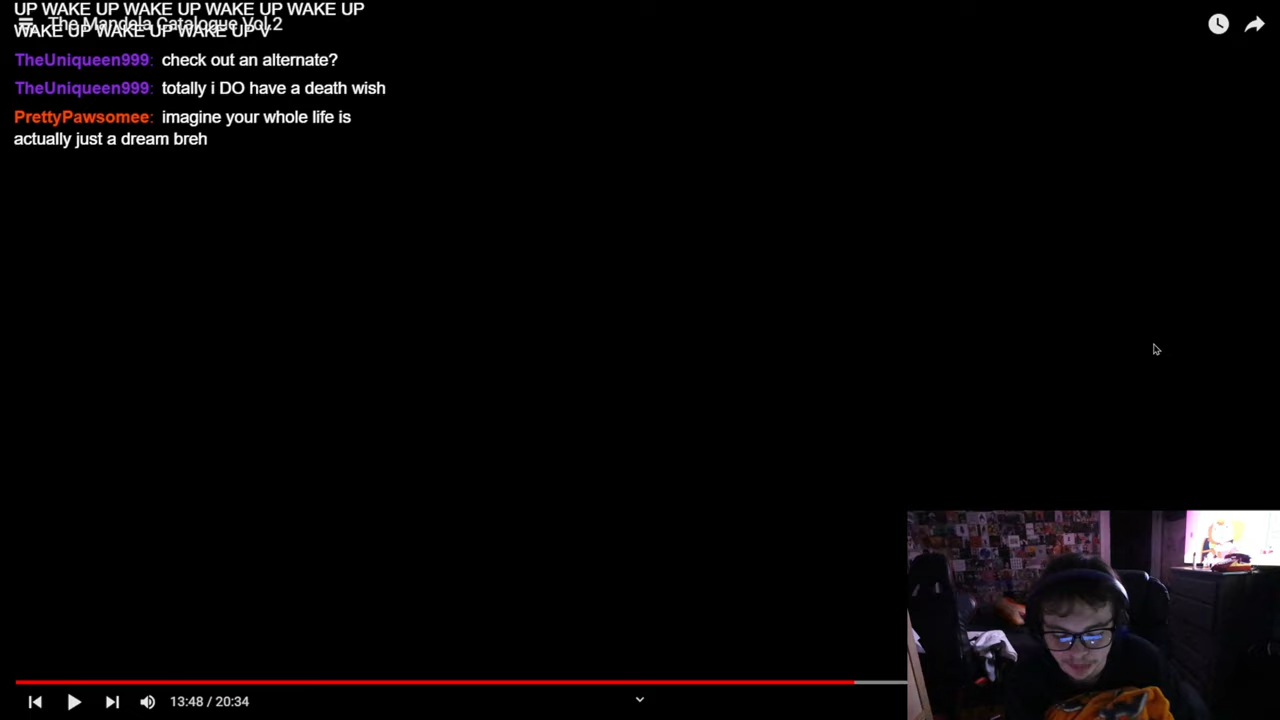 UP WAKE UP WAKE UP WAKE UP WAKE UP
The Mandela Catalogue Vol.2
WAKE UP WAKE UP WAKE UP V
TheUniqueen999: check out an alternate?
TheUniqueen999: totally i DO have a death wish
PrettyPawsomee: imagine your whole life is
actually just a dream breh
13:48 / 20:34